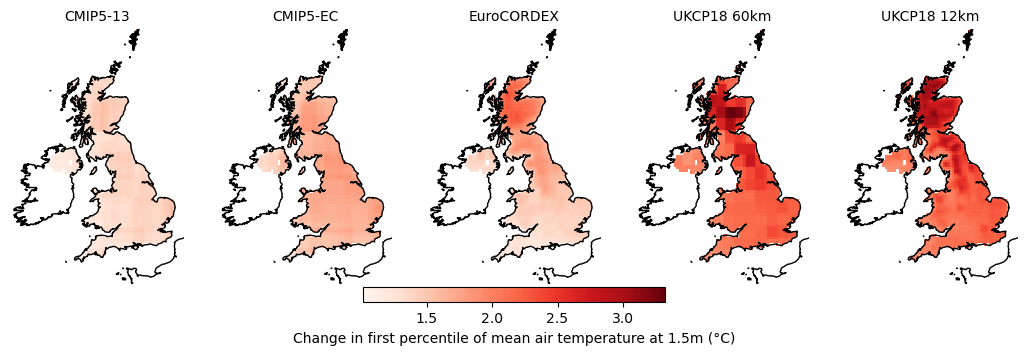 CMIP5-13 CMIP5-EC EuroCORDEX UKCP18 60km UKCP18 12km
1.5 2.0 2.5 3.0
Change in first percentile of mean air temperature at 1.5m (°C)